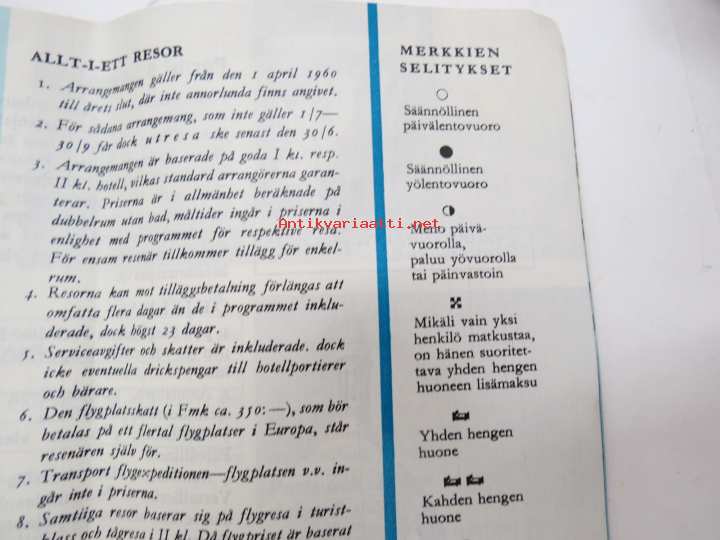 ALLT-I-ETT RESOR
1. Arrangemangen gäller från den 1 april 1960
till årets slut, där inte annorlunda finns angivet.
2. För sådana arrangemang, som inte gäller 1/7—
30/9 får dock utresa ske senast den 30/6.
3. Arrangemangen är baserade på goda I kl. resp.
II kl. hotell, vilkas standard arrangörerna garan-
terar. Priserna är i allmänhet beräknade på
dubbelrum utan bad, måltider ingår i priserna i
enlighet med programmet för respektive resa.
För ensam resenär tillkommer tillägg för enkel-
rum.
4. Resorna kan mot tilläggsbetalning förlängas att
omfatta flera dagar än de i programmet inklu-
derade, dock högst 23 dagar.
5. Serviceavgifter och skatter är inkluderade. dock
icke eventuella drickspengar till hotellportierer
och bärare.
6. Den flygplatsskatt (i Fmk ca. 350:—), som bör
betalas på ett flertal flygplatser i Europa, står
resenären själv för.
7. Transport flygexpeditionen—flygplatsen v.v. in-
går inte i priserna.
8. Samtliga resor baserar sig på flygresa i turist-
klass och tågresa i II kl. Då flygpriset är baserat
MERKKIEN
SELITYKSET
Säännöllinen
päivälentovuoro
Säännöllinen
yölentovuoro
Antikvariaatti.net
Meno päivä-
vuorolla,
paluu yövuorolla
tai päinvastoin
Mikäli vain yksi
henkilö matkustaa,
on hänen suoritet-
tava yhden hengen
huoneen lisämaksu
Yhden hengen
huone
Kahden hengen
huone